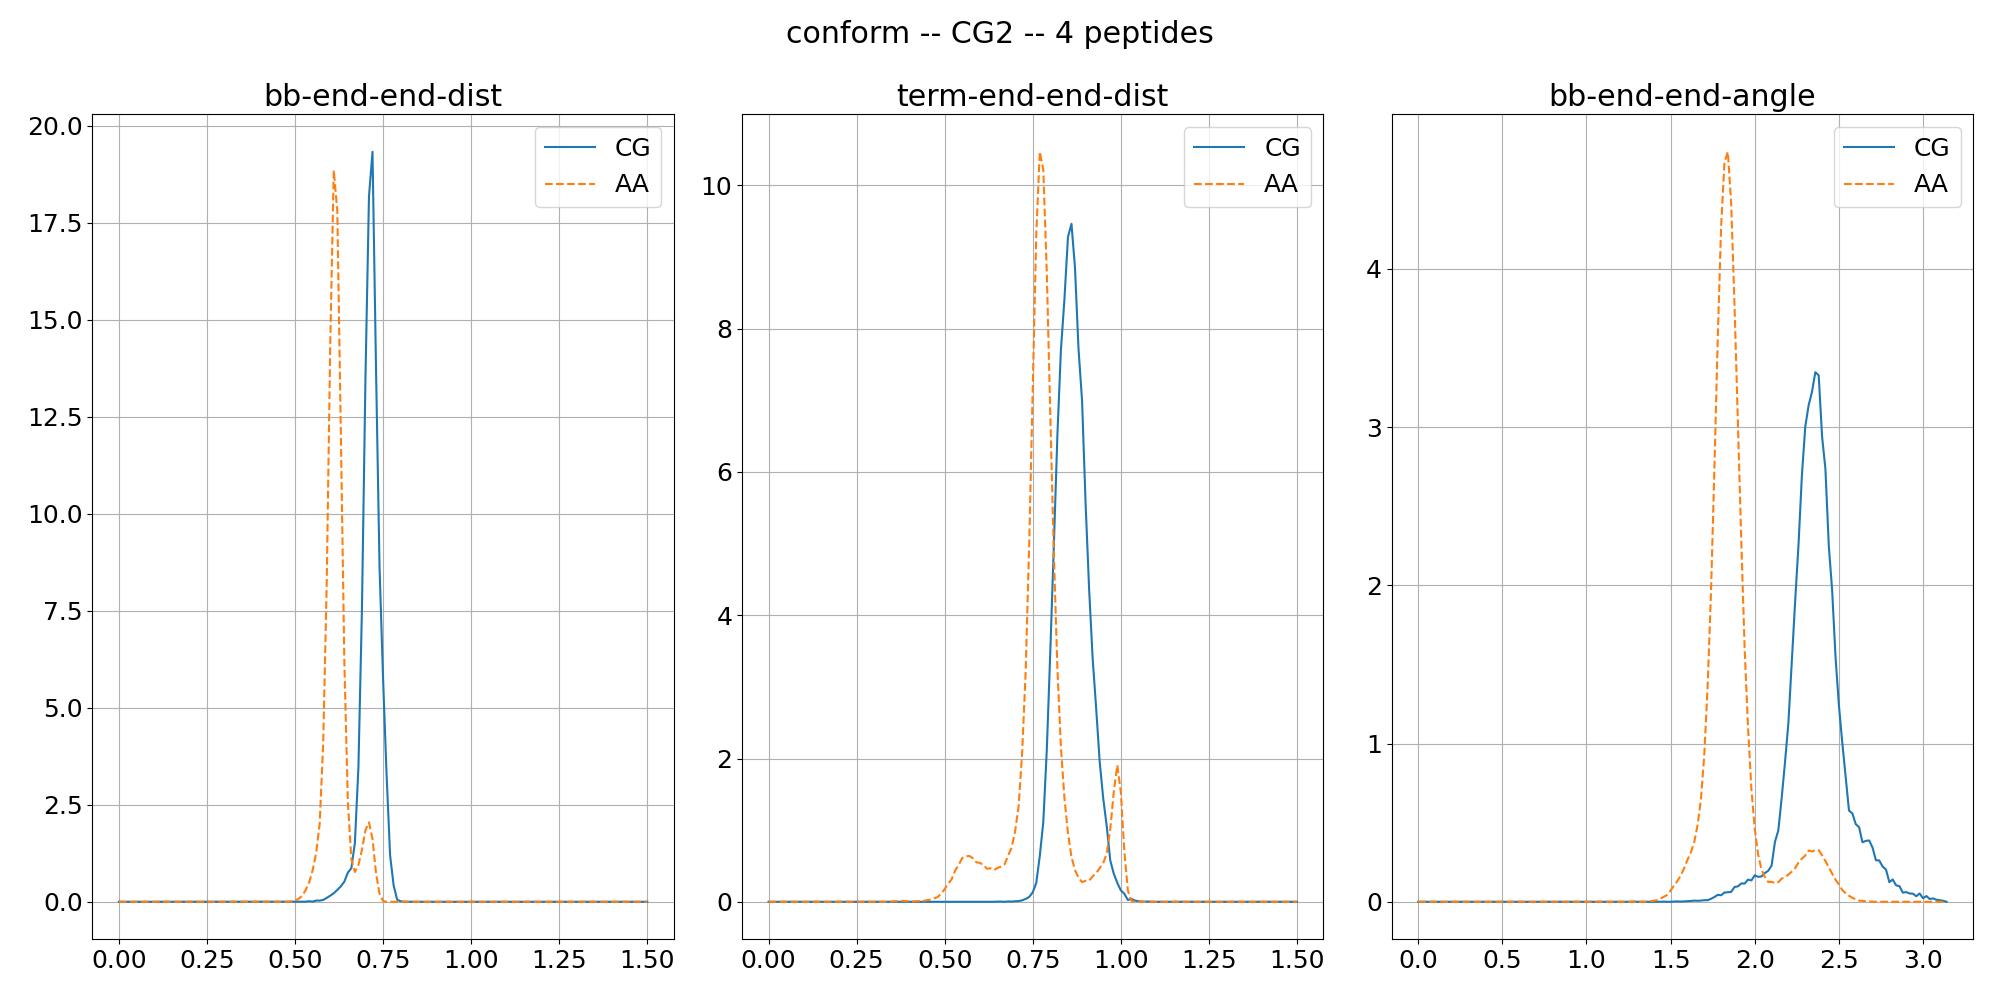 conform -- CG2 -- 4 peptides
bb-end-end-dist
20.0
17.5
15.0
12.5
10.0
7.5
5.0
2.5
0.0
0.00 0.25 0.50 0.75 1.00 1.25 1.50
CG
AA
term-end-end-dist
10
8
6
4
2
0
0.00 0.25 0.50 0.75 1.00 1.25 1.50
CG
AA
bb-end-end-angle
4
3
2
1
0
0.0 0.5 1.0 1.5 2.0 2.5 3.0
CG
AA